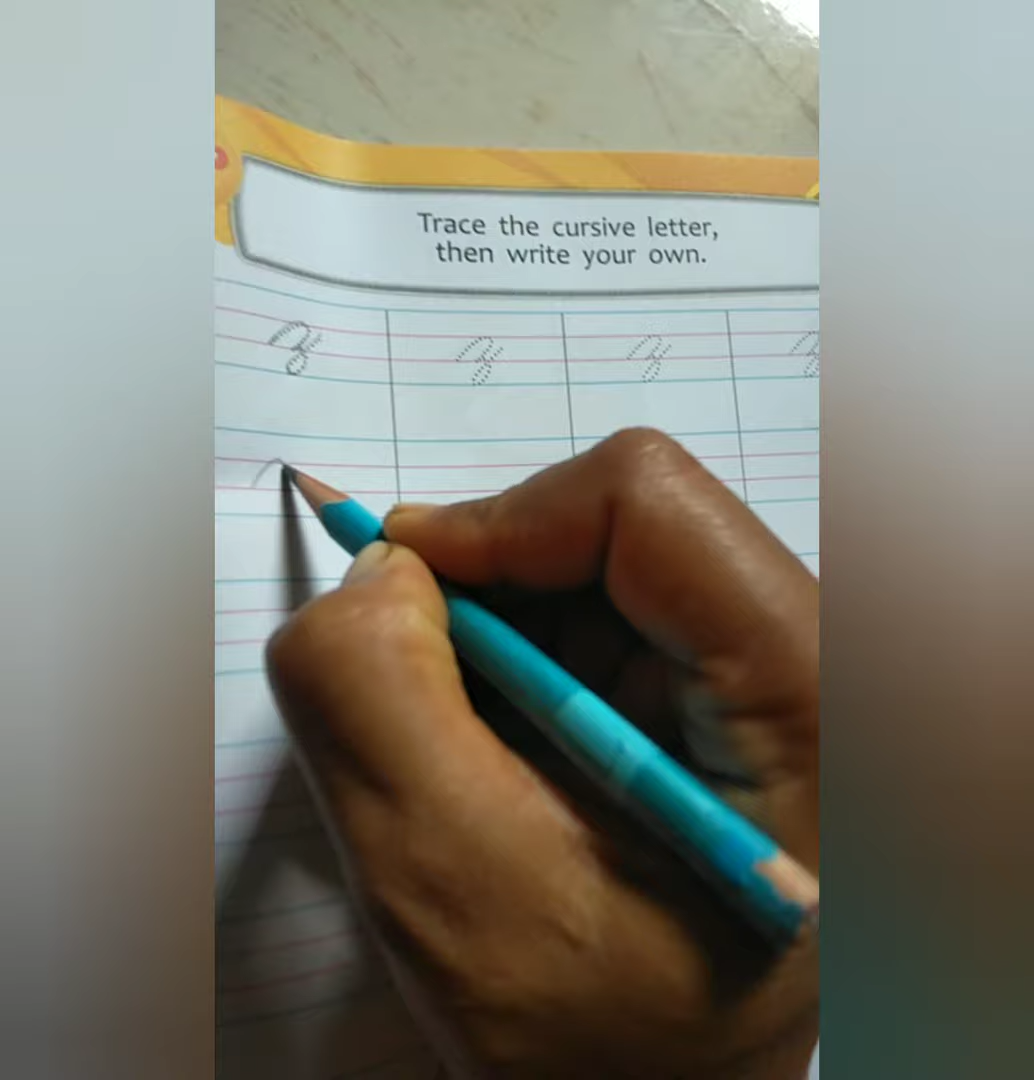 Trace the cursive letter,
then write your own.
z z z z